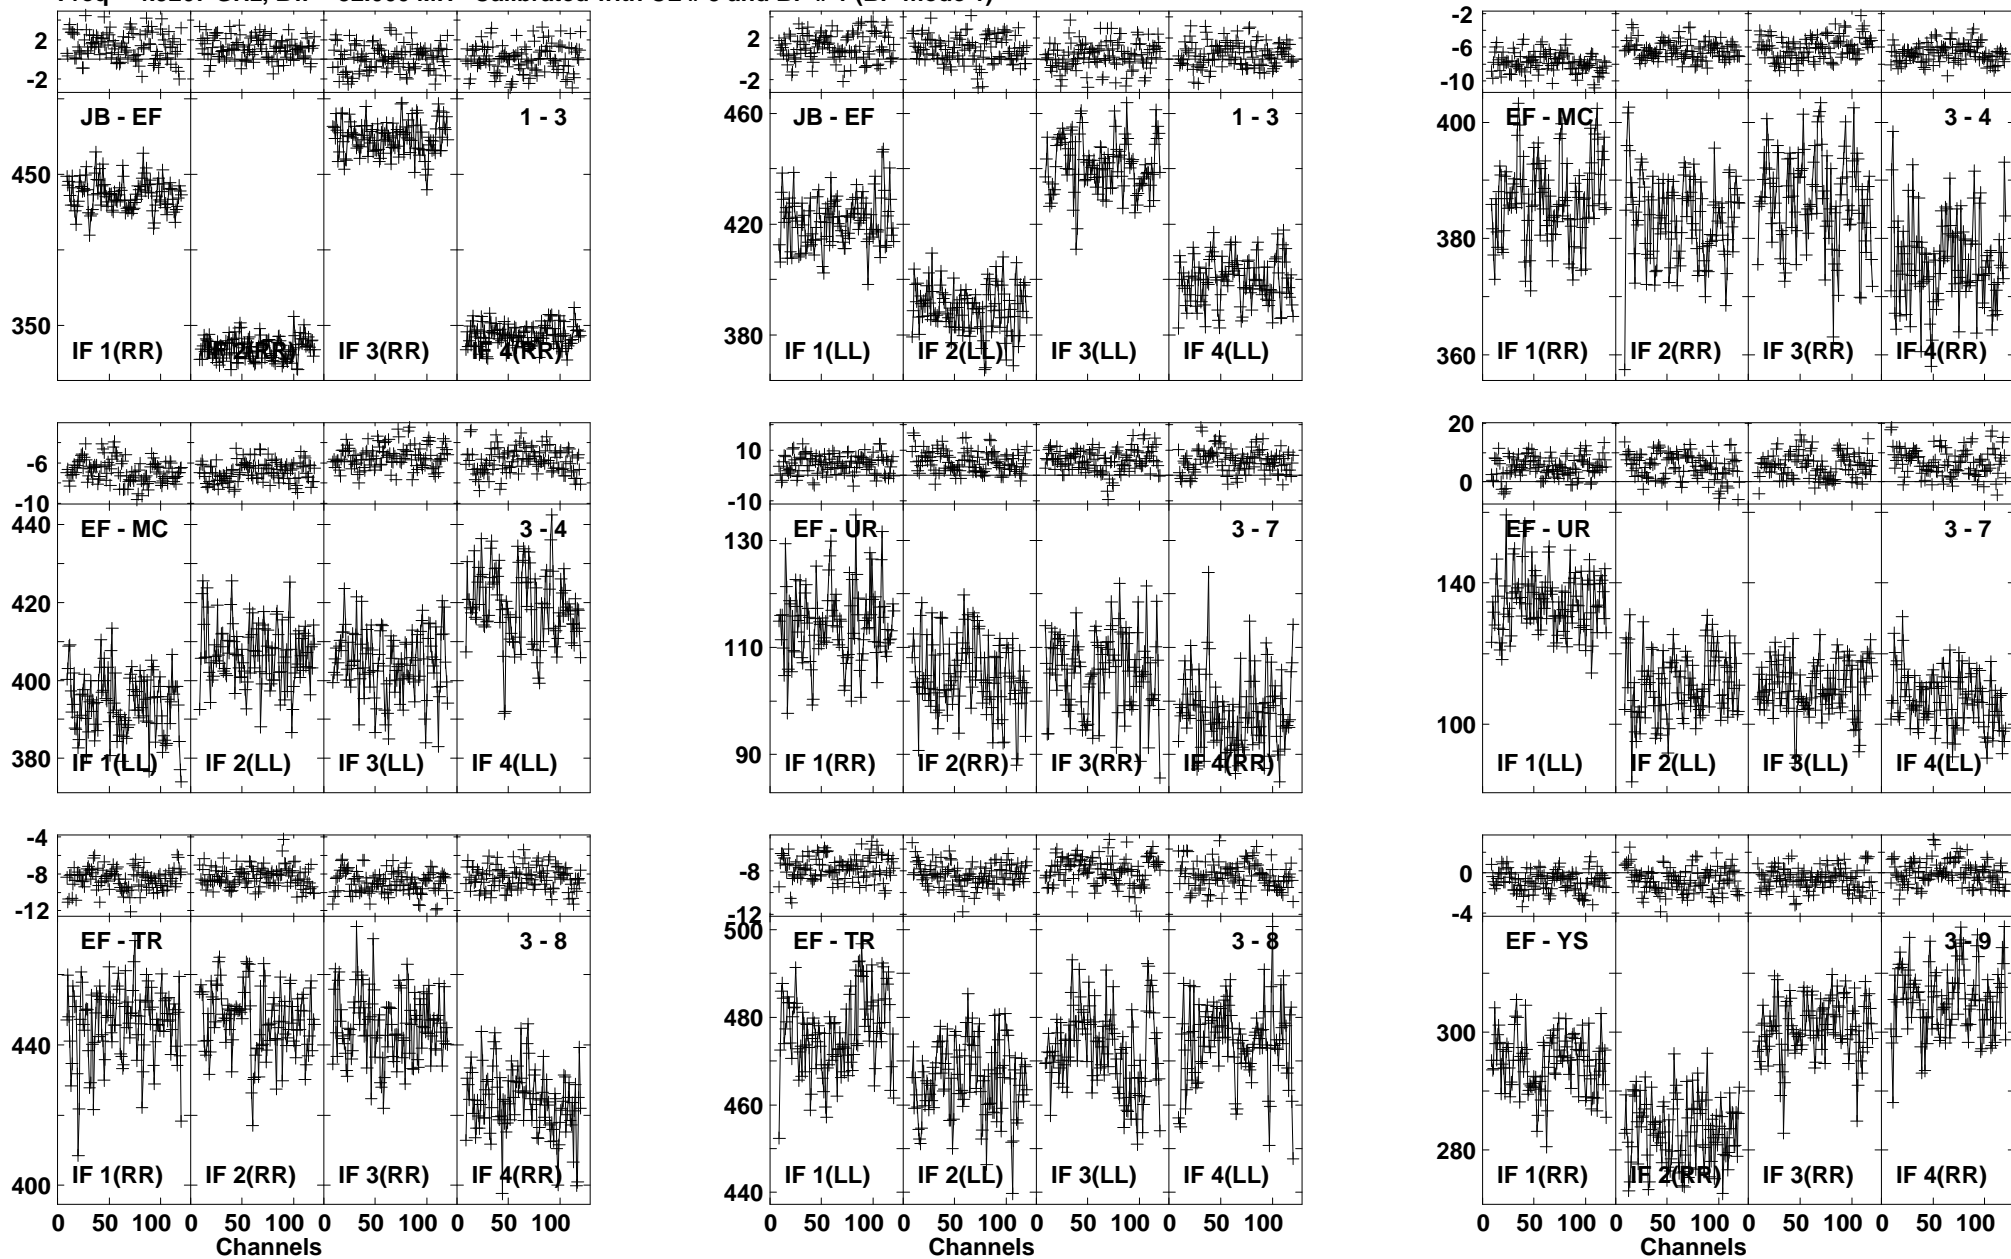 2
-2
JB - EF
1 - 3
450
350
IF 1(RR)
IF 2(RR)
IF 3(RR)
IF 4(RR)
2
-2
460
JB - EF
1 - 3
420
380
IF 1(LL)
IF 2(LL)
IF 3(LL)
IF 4(LL)
-2
-6
-10
400
EF - MC
3 - 4
380
360
IF 1(RR)
IF 2(RR)
IF 3(RR)
IF 4(RR)
-6
-10
440
EF - MC
3 - 4
420
400
380
IF 1(LL)
IF 2(LL)
IF 3(LL)
IF 4(LL)
10
-10
130
EF - UR
3 - 7
110
90
IF 1(RR)
IF 2(RR)
IF 3(RR)
IF 4(RR)
20
0
EF - UR
3 - 7
140
100
IF 1(LL)
IF 2(LL)
IF 3(LL)
IF 4(LL)
-4
-8
-12
EF - TR
3 - 8
440
400
IF 1(RR)
IF 2(RR)
IF 3(RR)
IF 4(RR)
0 50 100 0 50 100 0 50 100 0 50 100
Channels
-8
-12
500
EF - TR
3 - 8
480
460
440
IF 1(LL)
IF 2(LL)
IF 3(LL)
IF 4(LL)
0 50 100 0 50 100 0 50 100 0 50 100
Channels
0
-4
EF - YS
3 - 9
300
280
IF 1(RR)
IF 2(RR)
IF 3(RR)
IF 4(RR)
0 50 100 0 50 100 0 50 100 0 50 100
Channels